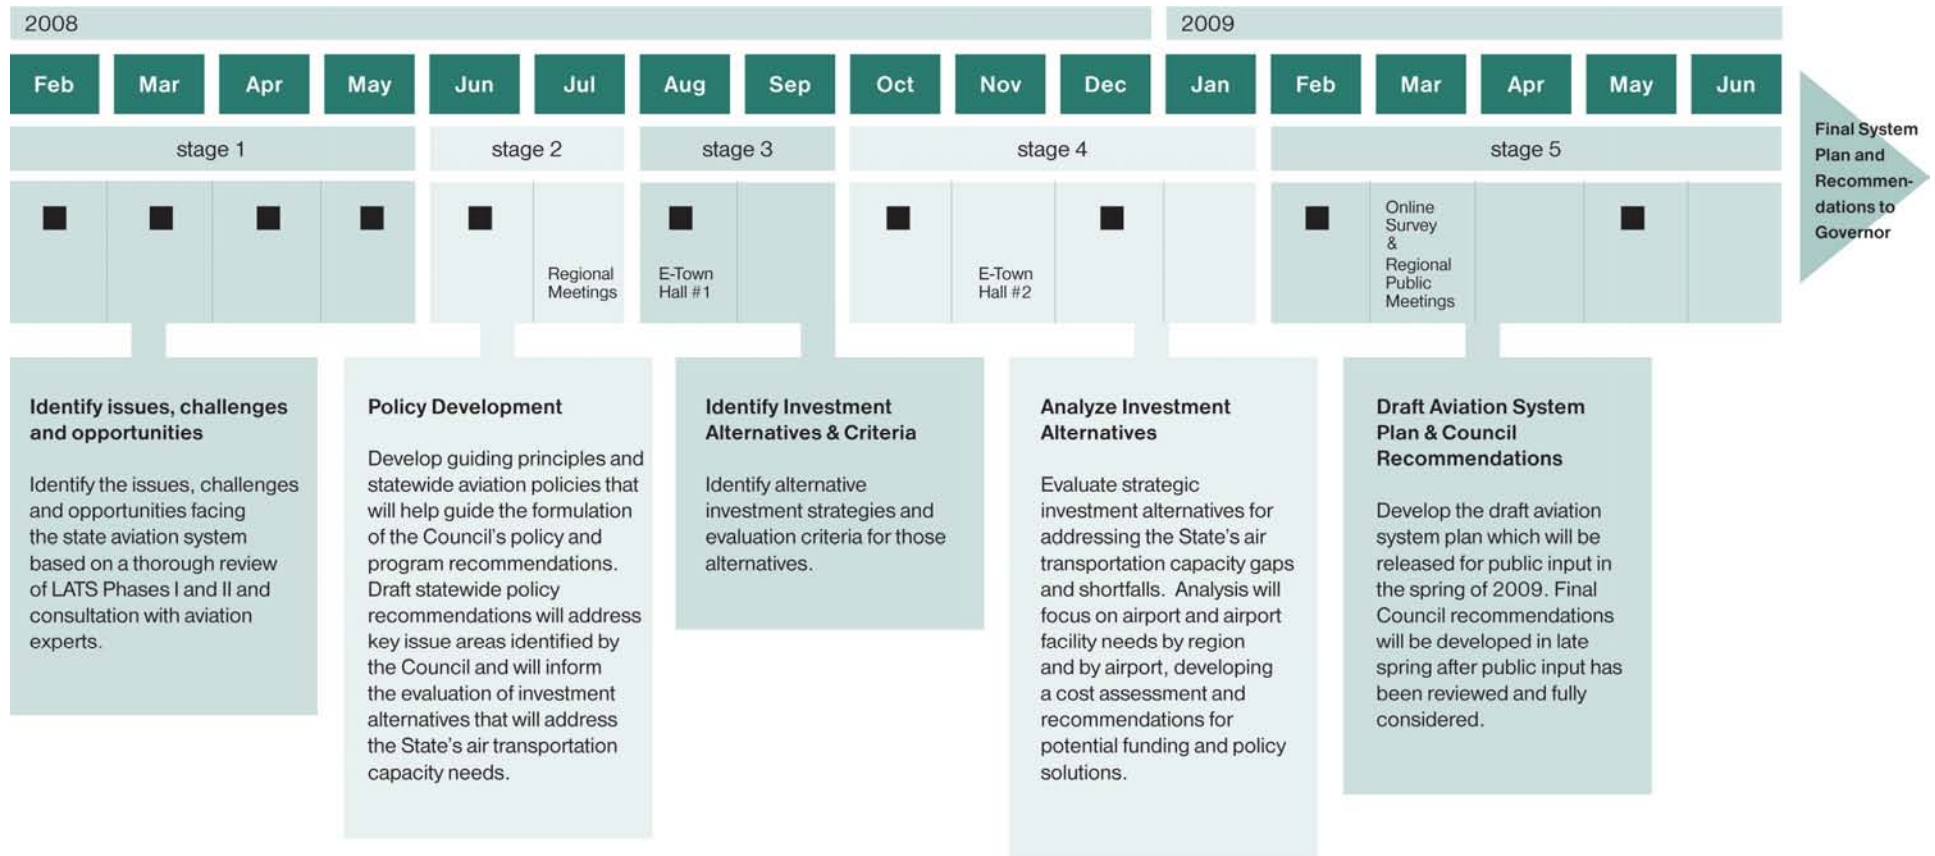 2008
2009
Feb
Mar
Apr
May
Jun
Jul
Aug
Sep
Oct
Nov
Dec
Jan
Feb
Mar
Apr
May
Jun
stage 1
stage 2
stage 3
stage 4
stage 5
Final System
Plan and
Recommen-
dations to
Governor
Regional
Meetings
E-Town
Hall #1
E-Town
Hall #2
Online
Survey
&
Regional
Public
Meetings
Identify issues, challenges
and opportunities
Identify the issues, challenges
and opportunities facing
the state aviation system
based on a thorough review
of LATS Phases I and II and
consultation with aviation
experts.
Policy Development
Develop guiding principles and
statewide aviation policies that
will help guide the formulation
of the Council's policy and
program recommendations.
Draft statewide policy
recommendations will address
key issue areas identified by
the Council and will inform
the evaluation of investment
alternatives that will address
the State's air transportation
capacity needs.
Identify Investment
Alternatives & Criteria
Identify alternative
investment strategies and
evaluation criteria for those
alternatives.
Analyze Investment
Alternatives
Evaluate strategic
investment alternatives for
addressing the State's air
transportation capacity gaps
and shortfalls. Analysis will
focus on airport and airport
facility needs by region
and by airport, developing
a cost assessment and
recommendations for
potential funding and policy
solutions.
Draft Aviation System
Plan & Council
Recommendations
Develop the draft aviation
system plan which will be
released for public input in
the spring of 2009. Final
Council recommendations
will be developed in late
spring after public input has
been reviewed and fully
considered.